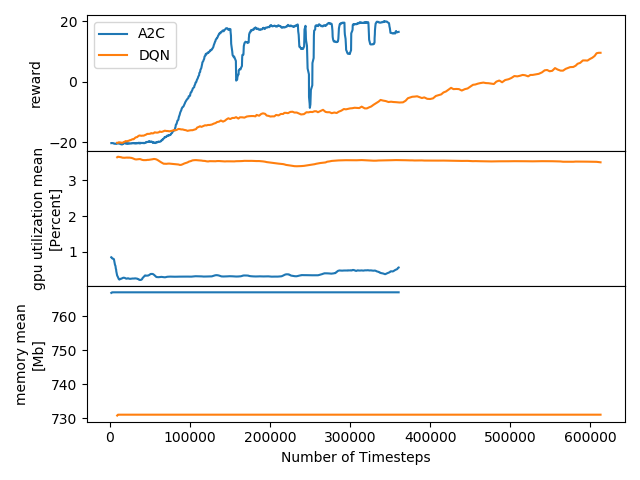 20
A2C
DQN
0
−20
reward
3
2
1
gpu utilization mean
[Percent]
760
750
740
730
memory mean
[Mb]
0 100000 200000 300000 400000 500000 600000
Number of Timesteps